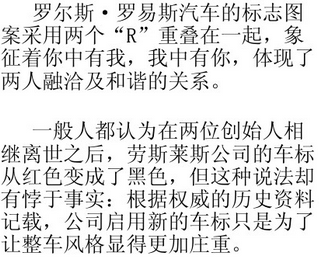 罗尔斯·罗易斯汽车的标志图
案采用两个“R”重叠在一起，象
征着你中有我，我中有你，体现了
两人融洽及和谐的关系。
一般人都认为在两位创始人相
继离世之后，劳斯莱斯公司的车标
从红色变成了黑色，但这种说法却
有悖于事实：根据权威的历史资料
记载，公司启用新的车标只是为了
让整车风格显得更加庄重。